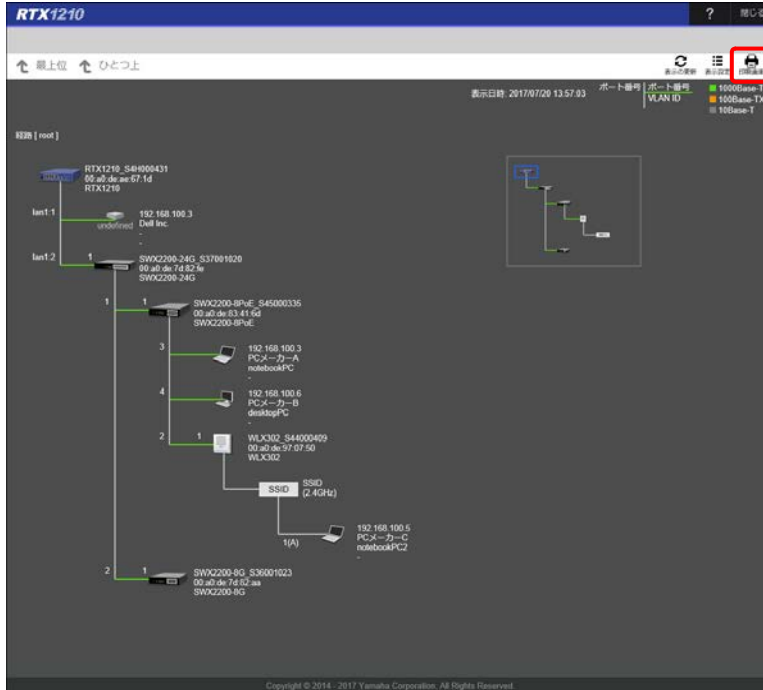 RTX1210
? 閉じる
最上位 ひとつ上
表示の更新 表示設定 印刷画面
表示日時: 2017/07/20 13:57:03
ポート番号 ポート番号
VLAN ID
1000Base-T
100Base-TX
10Base-T
経路 [ root ]
RTX1210_S4H000431
00:a0:de:ae:67:1d
RTX1210
lan1:1
undefined
192.168.100.3
Dell Inc.
-
-
lan1:2 1
SWX2200-24G_S37001020
00:a0:de:7d:82:fe
SWX2200-24G
1 1
SWX2200-8PoE_S45000335
00:a0:de:83:41:6d
SWX2200-8PoE
3
192.168.100.3
PCメーカーA
notebookPC
-
4
192.168.100.6
PCメーカーB
desktopPC
-
2 1
WLX302_S44000409
00:a0:de:97:07:50
WLX302
SSID
SSID
(2.4GHz)
1(A)
192.168.100.5
PCメーカーC
notebookPC2
-
2 1
SWX2200-8G_S36001023
00:a0:de:7d:82:aa
SWX2200-8G
Copyright © 2014 - 2017 Yamaha Corporation. All Rights Reserved.